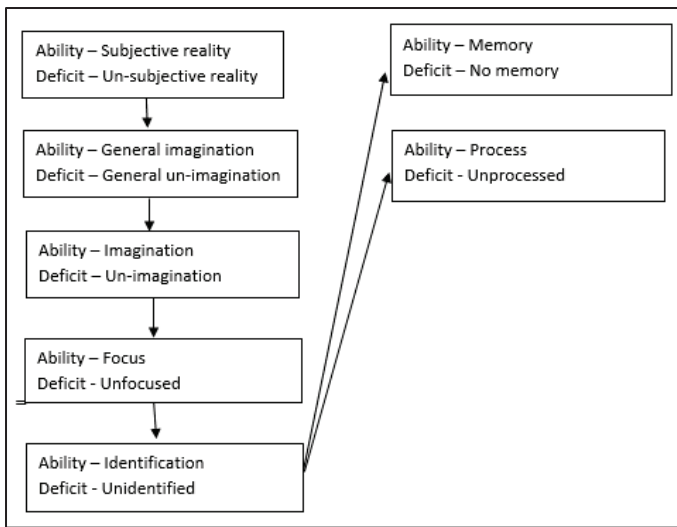 Ability – Subjective reality
Deficit – Un-subjective reality
Ability – General imagination
Deficit – General un-imagination
Ability – Imagination
Deficit – Un-imagination
Ability – Focus
Deficit - Unfocused
Ability – Identification
Deficit - Unidentified
Ability – Memory
Deficit – No memory
Ability – Process
Deficit - Unprocessed